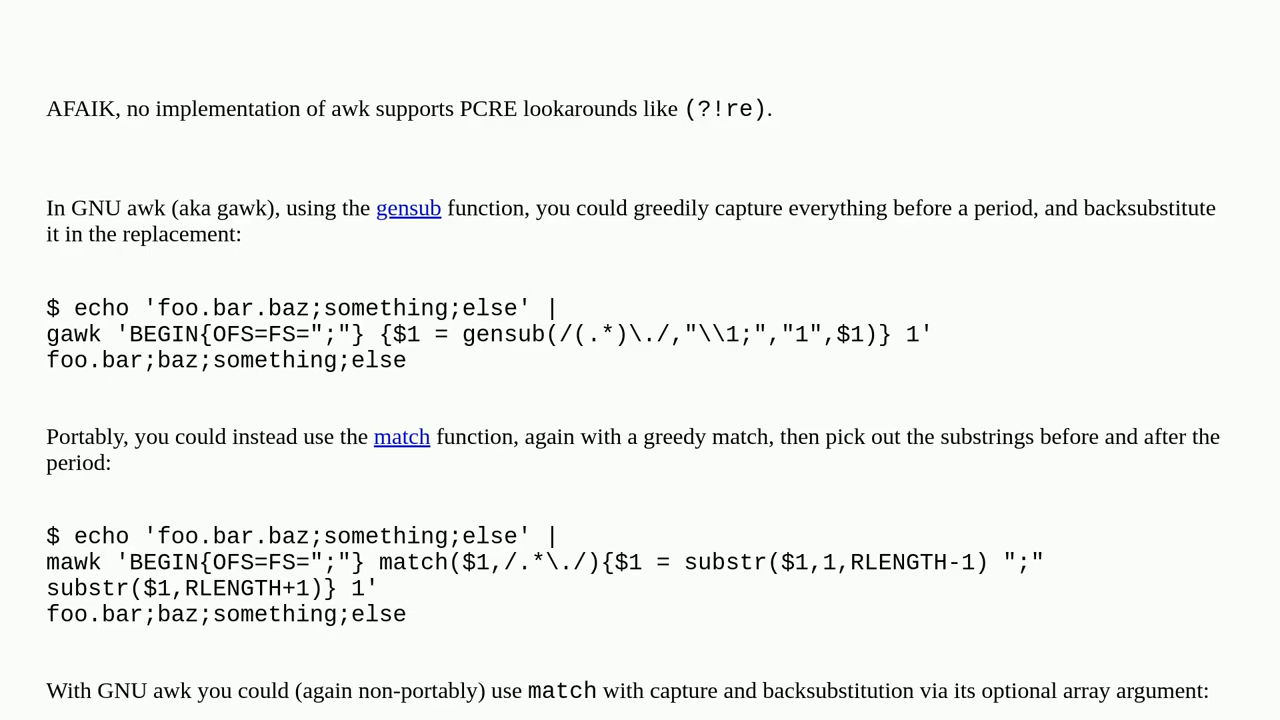 AFAIK, no implementation of awk supports PCRE lookarounds like (?!re).
In GNU awk (aka gawk), using the gensub function, you could greedily capture everything before a period, and backsubstitute
it in the replacement:
$ echo 'foo.bar.baz;something;else' |
gawk 'BEGIN{OFS=FS=";"} {$1 = gensub(/(.*)\./,"\\1;","1",$1)} 1'
foo.bar;baz;something;else
Portably, you could instead use the match function, again with a greedy match, then pick out the substrings before and after the
period:
$ echo 'foo.bar.baz;something;else' |
mawk 'BEGIN{OFS=FS=";"} match($1,/.*\./){$1 = substr($1,1,RLENGTH-1) ";"
substr($1,RLENGTH+1)} 1'
foo.bar;baz;something;else
With GNU awk you could (again non-portably) use match with capture and backsubstitution via its optional array argument: